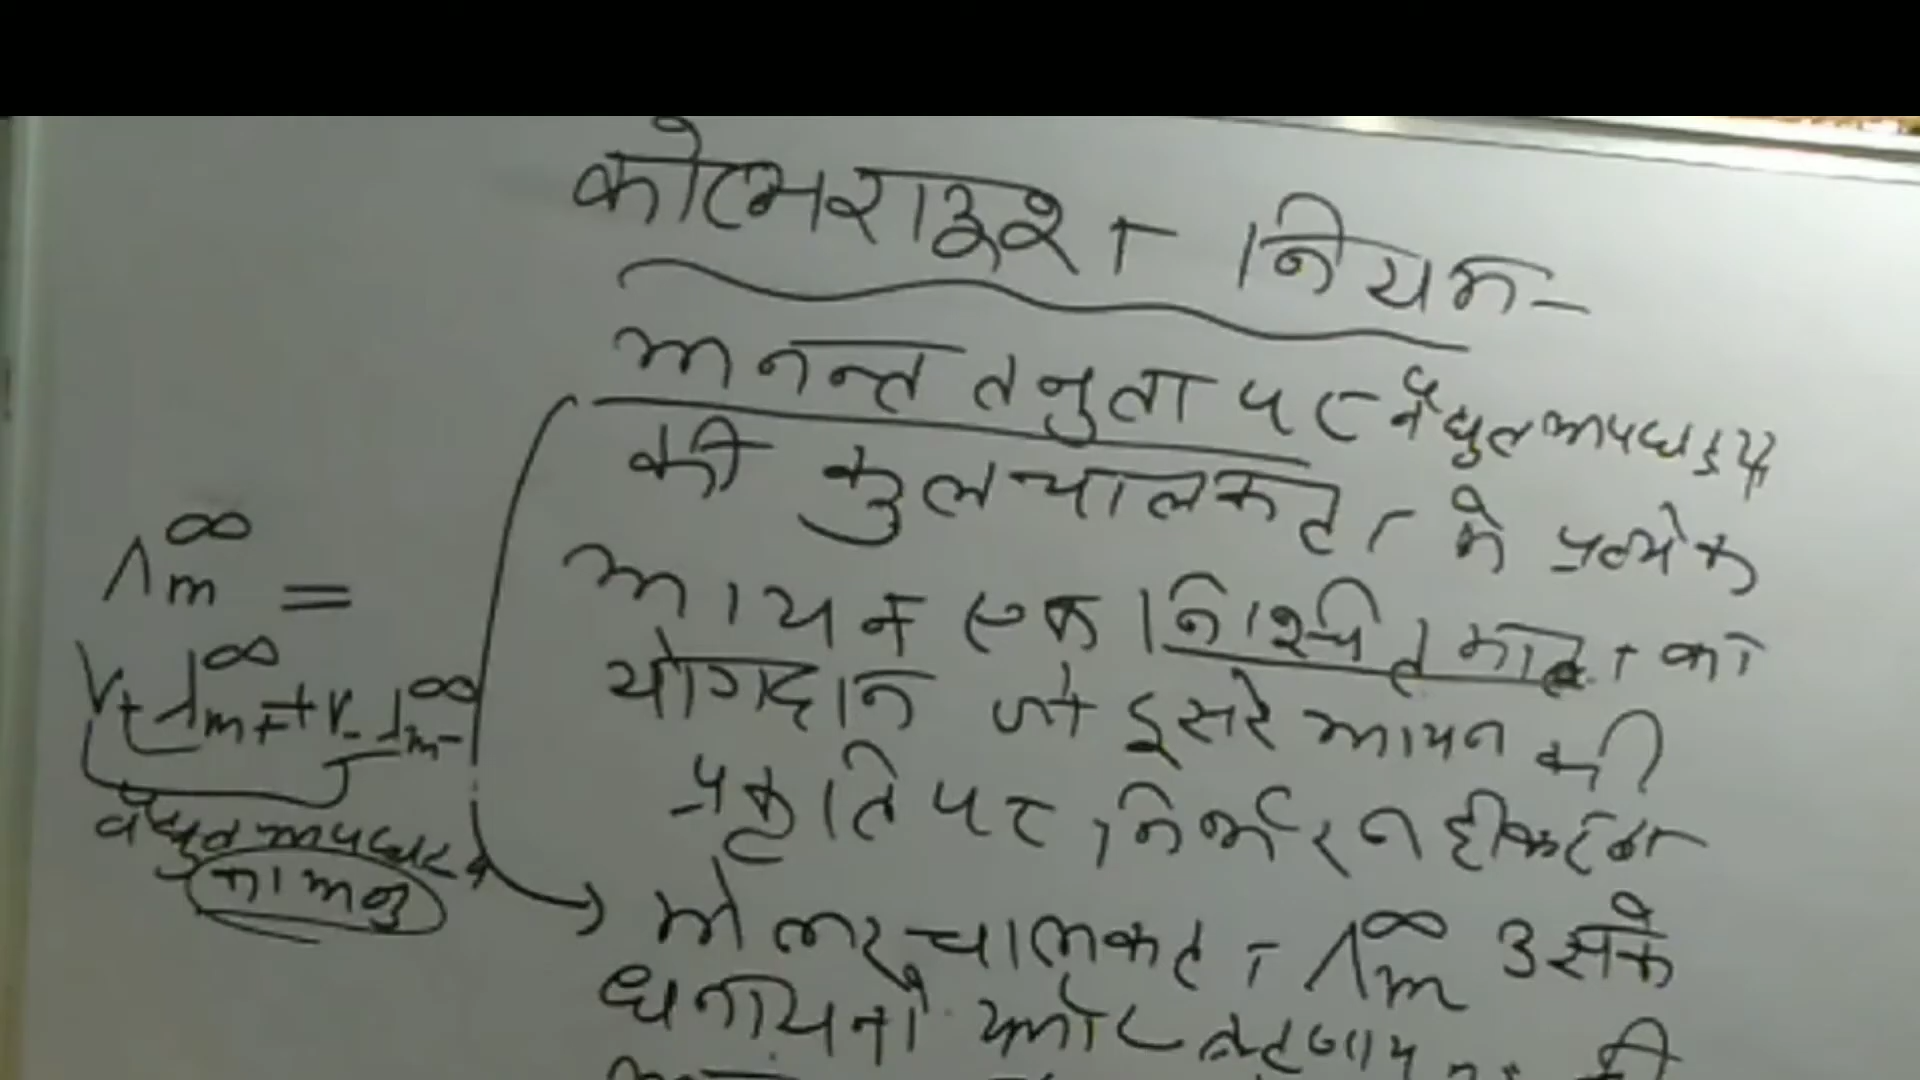 कोलराउश का नियम-
अनन्त तनुता पर वैधुत अपघट्य
की कुल चालकता में प्रत्येक
आयन एक निश्चित मात्रा का
योगदान जो दूसरे आयन की
प्रकृति पर निर्भर नहीं करता
मोलर चालकता Λm∞ उसके
धनायनो और ऋणायनो की
Λm∞ =
ν+ λm+∞ + ν- λm-∞
वैधुत अपघट्य
का अणु